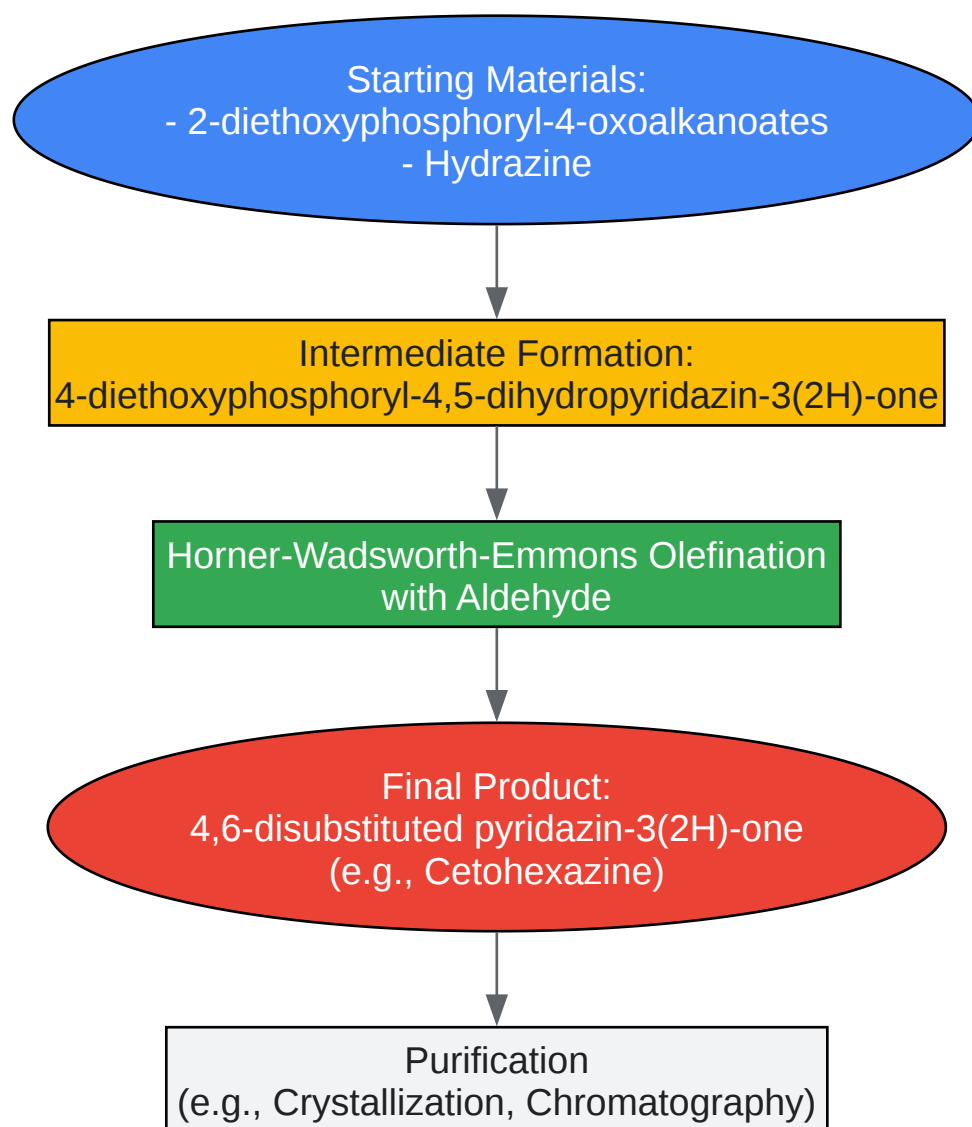 Starting Materials:
- 2-diethoxyphosphoryl-4-oxoalkanoates
- Hydrazine
Intermediate Formation:
4-diethoxyphosphoryl-4,5-dihydropyridazin-3(2H)-one
Horner-Wadsworth-Emmons Olefination
with Aldehyde
Final Product:
4,6-disubstituted pyridazin-3(2H)-one
(e.g., Cetohexazine)
Purification
(e.g., Crystallization, Chromatography)